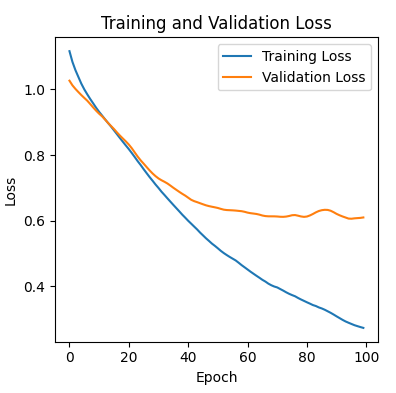 Training and Validation Loss
Training Loss
Validation Loss
Loss
1.0
0.8
0.6
0.4
0 20 40 60 80 100
Epoch